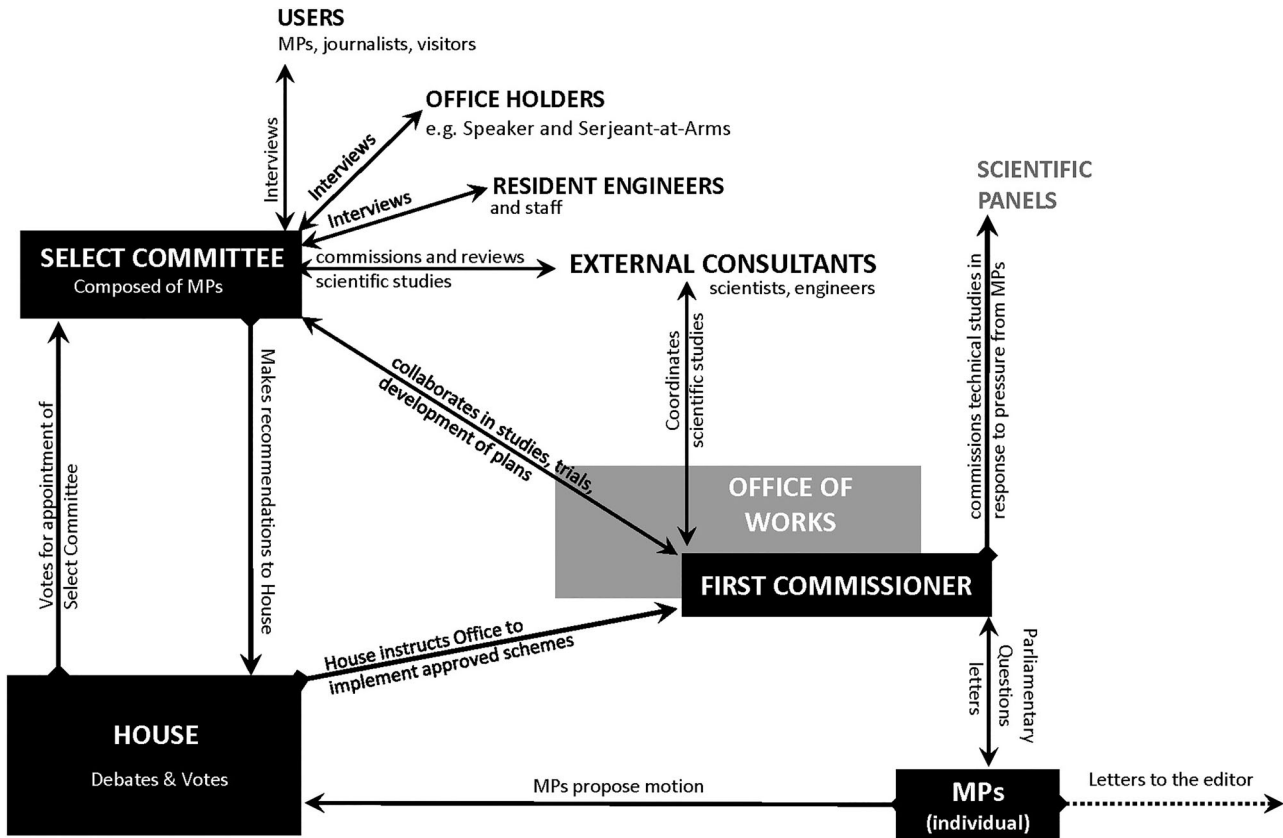 USERS
MPs, journalists, visitors
OFFICE HOLDERS
e.g. Speaker and Serjeant-at-Arms
Interviews
Interviews
RESIDENT ENGINEERS
and staff
Interviews
SCIENTIFIC
PANELS
SELECT COMMITTEE
Composed of MPs
commissions and reviews
scientific studies
EXTERNAL CONSULTANTS
scientists, engineers
Coordinates
scientific studies
commissions technical studies in
response to pressure from MPs
collaborates in studies, trials,
development of plans
Votes for appointment of
Select Committee
Makes recommendations to House
OFFICE OF
WORKS
FIRST COMMISSIONER
House instructs Office to
implement approved schemes
Parliamentary
Questions
letters
HOUSE
Debates & Votes
MPs propose motion
MPs
(individual)
Letters to the editor